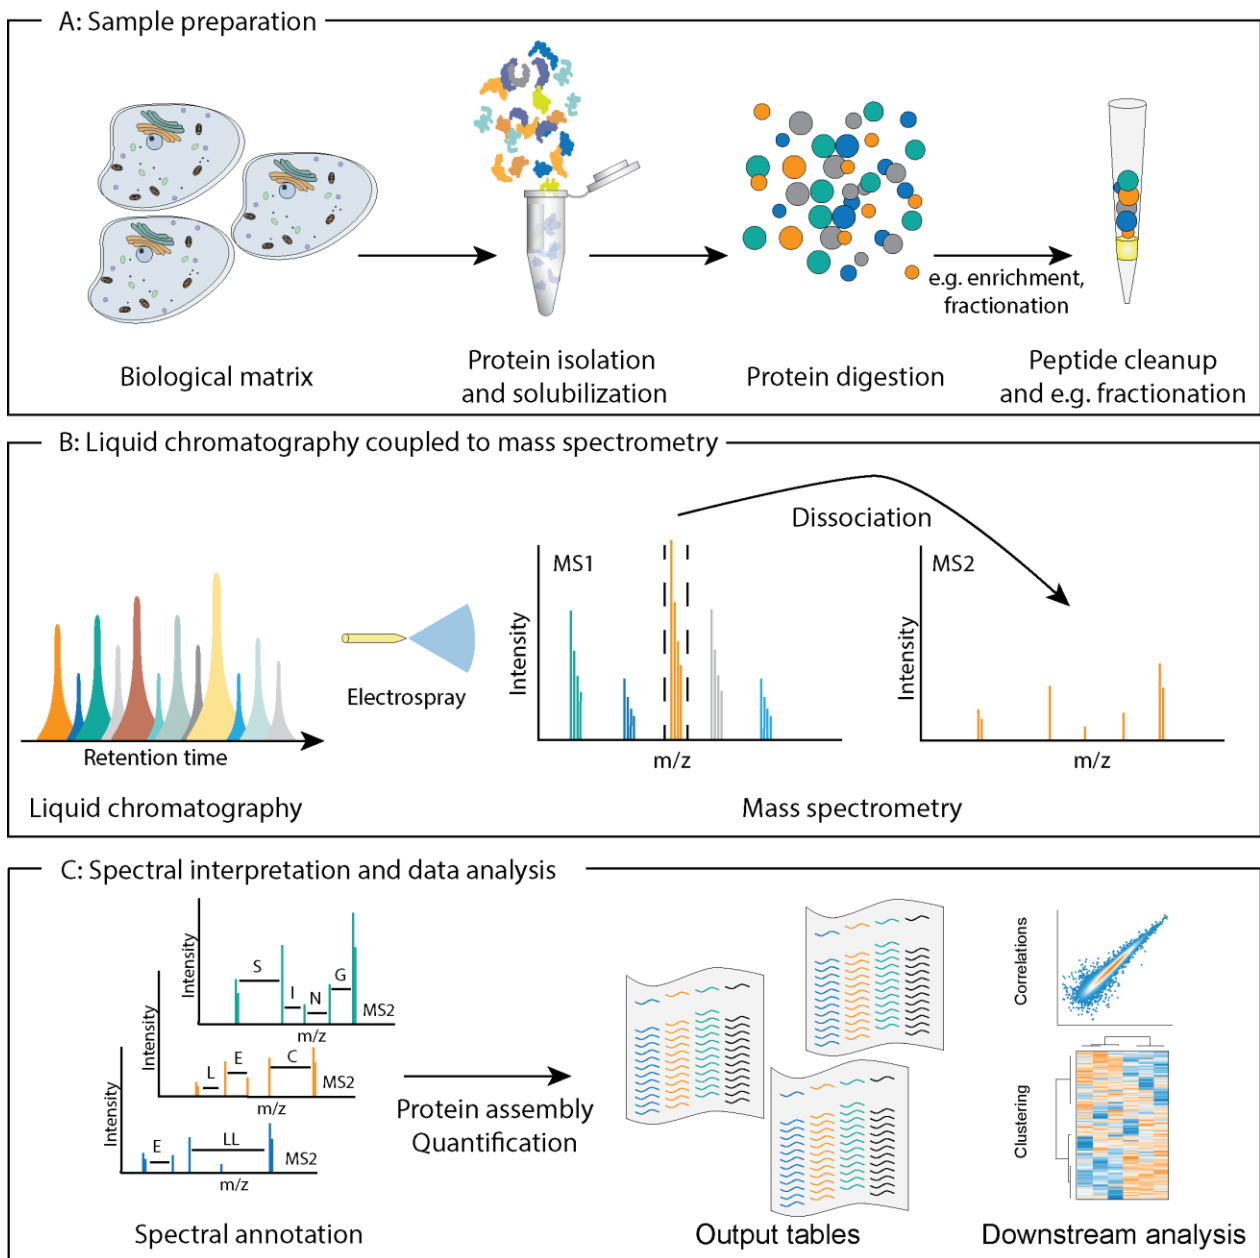 A: Sample preparation
e.g. enrichment,
fractionation
Biological matrix
Protein isolation
and solubilization
Protein digestion
Peptide cleanup
and e.g. fractionation
B: Liquid chromatography coupled to mass spectrometry
Retention time
Liquid chromatography
Electrospray
Dissociation
MS1
Intensity
m/z
MS2
Intensity
m/z
Mass spectrometry
C: Spectral interpretation and data analysis
Intensity
S
I
N
G
MS2
m/z
Intensity
L
E
C
MS2
m/z
Intensity
E
LL
MS2
m/z
Spectral annotation
Protein assembly
Quantification
Output tables
Correlations
Clustering
Downstream analysis